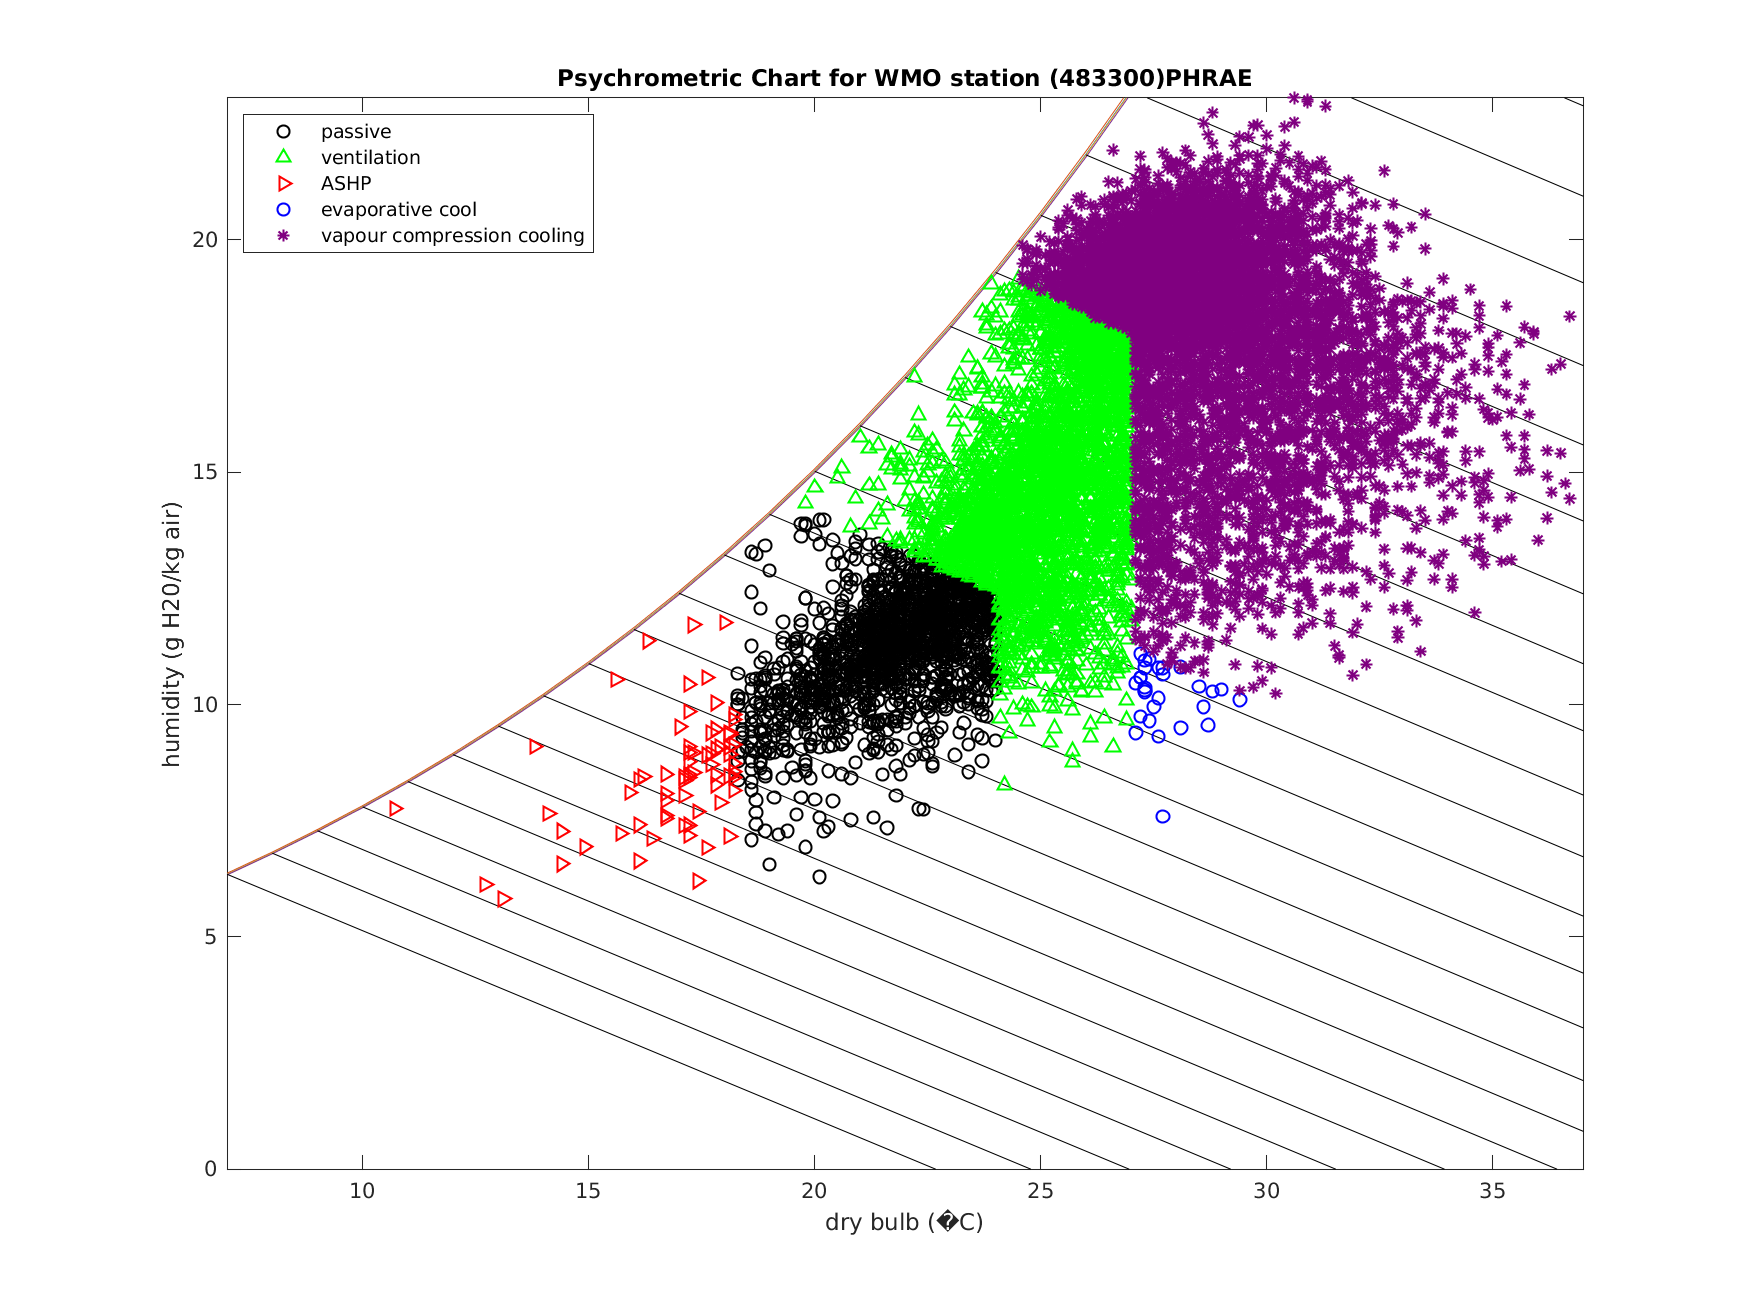 Psychrometric Chart for WMO station (483300)PHRAE
passive
ventilation
ASHP
evaporative cool
vapour compression cooling
humidity (g H20/kg air)
20
15
10
5
0
10 15 20 25 30 35
dry bulb (�C)